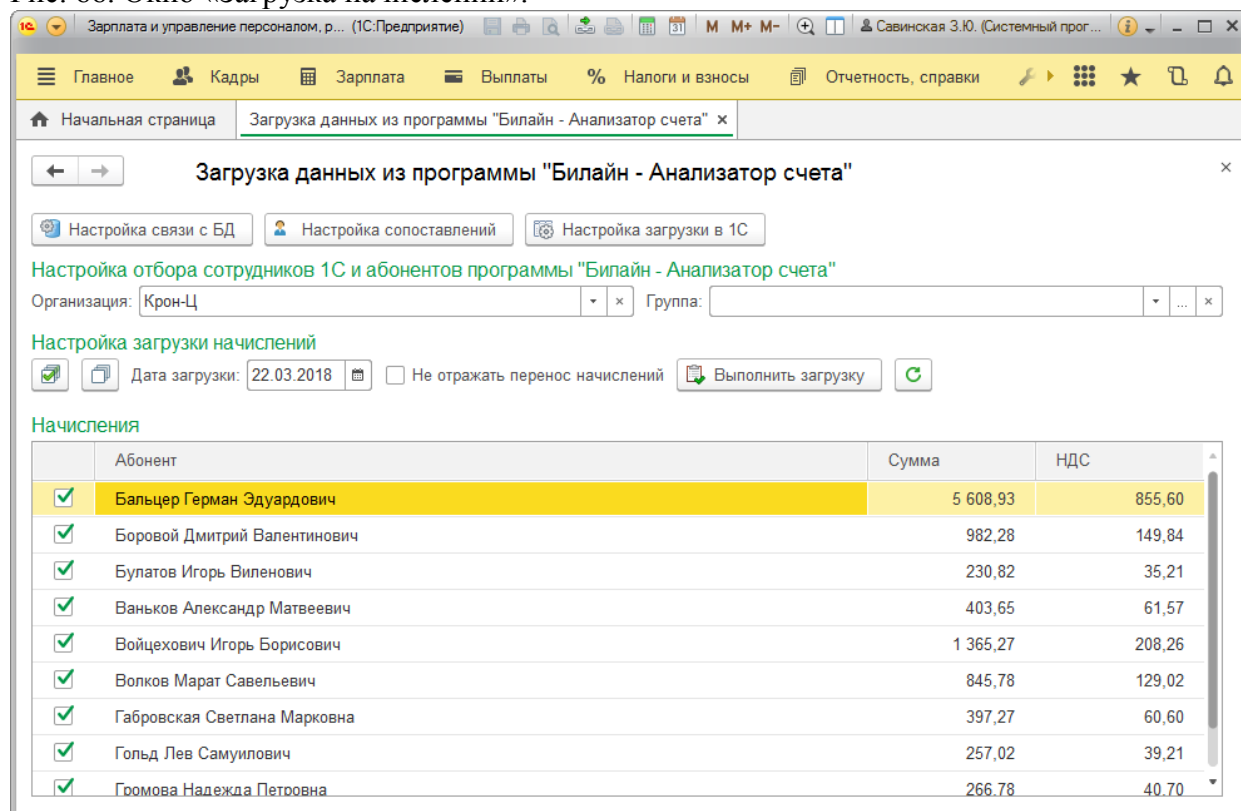 Рис. 66. Окно «Загрузка начислений».
1С Зарплата и управление персоналом, р... (1С:Предприятие) 31 M M+ M- Савинская З.Ю. (Системный прог... i
Главное Кадры Зарплата Выплаты % Налоги и взносы Отчетность, справки
Начальная страница Загрузка данных из программы "Билайн - Анализатор счета" ×
Загрузка данных из программы "Билайн - Анализатор счета" ×
Настройка связи с БД Настройка сопоставлений Настройка загрузки в 1С
Настройка отбора сотрудников 1С и абонентов программы "Билайн - Анализатор счета"
Организация: Крон-Ц × Группа: ... ×
Настройка загрузки начислений
Дата загрузки: 22.03.2018 Не отражать перенос начислений Выполнить загрузку
Начисления
Абонент Сумма НДС
Бальцер Герман Эдуардович 5 608,93 855,60
Боровой Дмитрий Валентинович 982,28 149,84
Булатов Игорь Виленович 230,82 35,21
Ваньков Александр Матвеевич 403,65 61,57
Войцехович Игорь Борисович 1 365,27 208,26
Волков Марат Савельевич 845,78 129,02
Габровская Светлана Марковна 397,27 60,60
Гольд Лев Самуилович 257,02 39,21
Громова Надежда Петровна 266,78 40,70